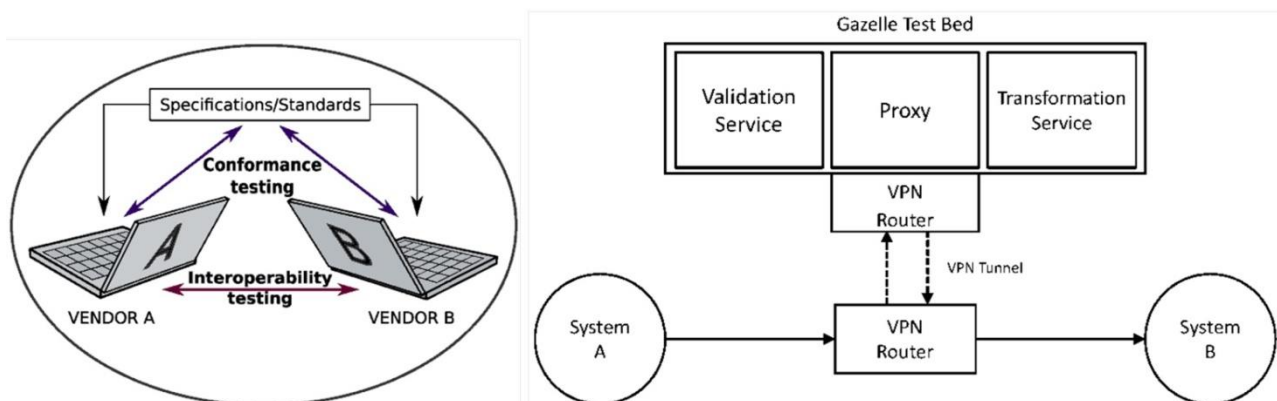 Specifications/Standards
Conformance
testing
A
B
Interoperability
testing
VENDOR A
VENDOR B
Gazelle Test Bed
Validation
Service
Proxy
Transformation
Service
VPN
Router
VPN Tunnel
System
A
VPN
Router
System
B